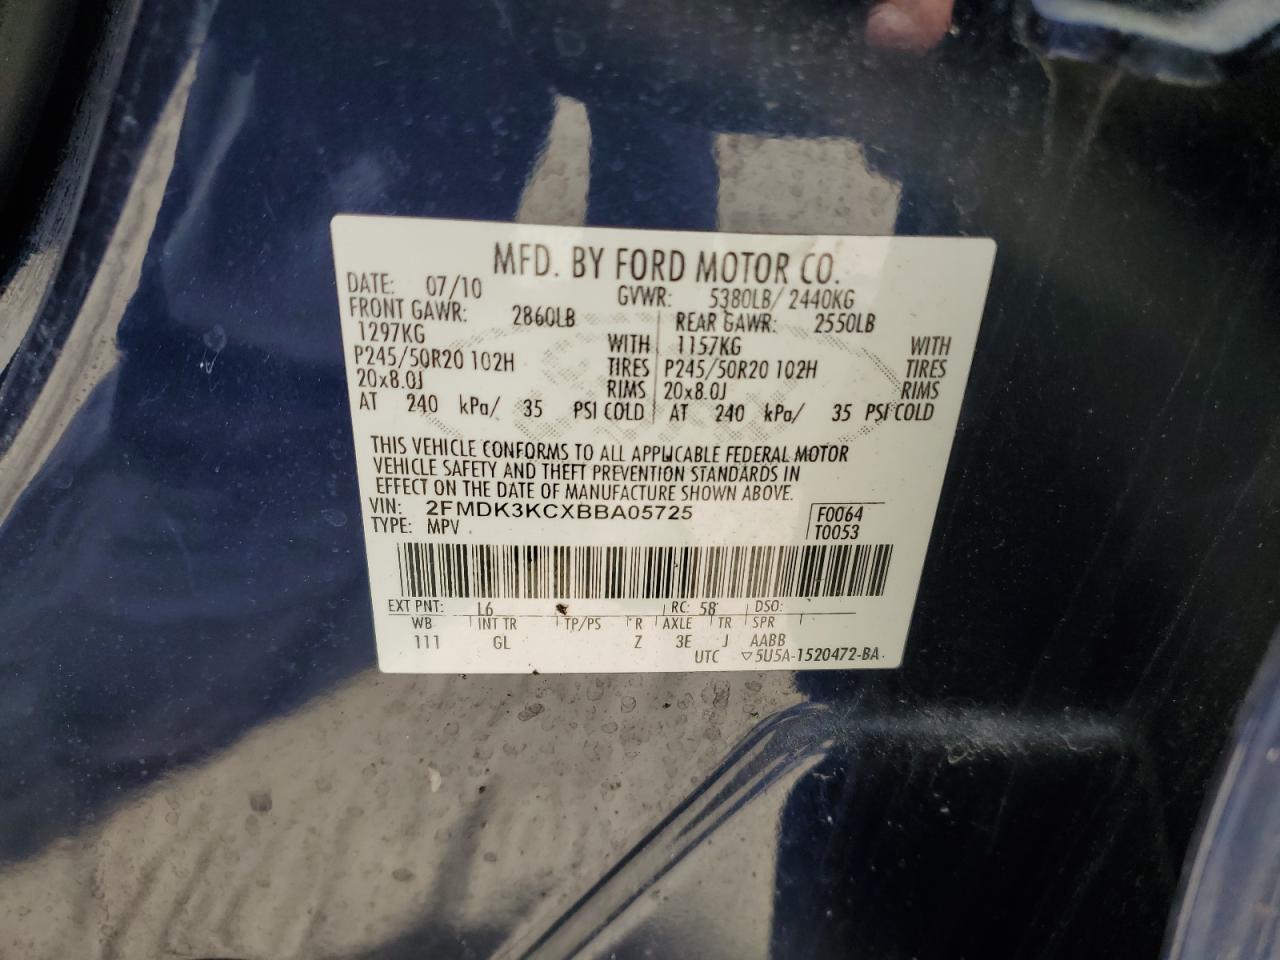 MFD. BY FORD MOTOR CO.
DATE: 07/10 GVWR: 5380LB/ 2440KG
FRONT GAWR: 2860LB REAR GAWR: 2550LB
1297KG WITH 1157KG WITH
P245/50R20 102H TIRES P245/50R20 102H TIRES
20x8.0J RIMS 20x8.0J RIMS
AT 240 kPa/ 35 PSI COLD AT 240 kPa/ 35 PSI COLD
THIS VEHICLE CONFORMS TO ALL APPLICABLE FEDERAL MOTOR
VEHICLE SAFETY AND THEFT PREVENTION STANDARDS IN
EFFECT ON THE DATE OF MANUFACTURE SHOWN ABOVE.
VIN: 2FMDK3KCXBBA05725 F0064
TYPE: MPV T0053
EXT PNT: L6 RC: 58 DSO:
WB INT TR TP/PS R AXLE TR SPR
111 GL Z 3E J AABB
UTC ▽5U5A-1520472-BA